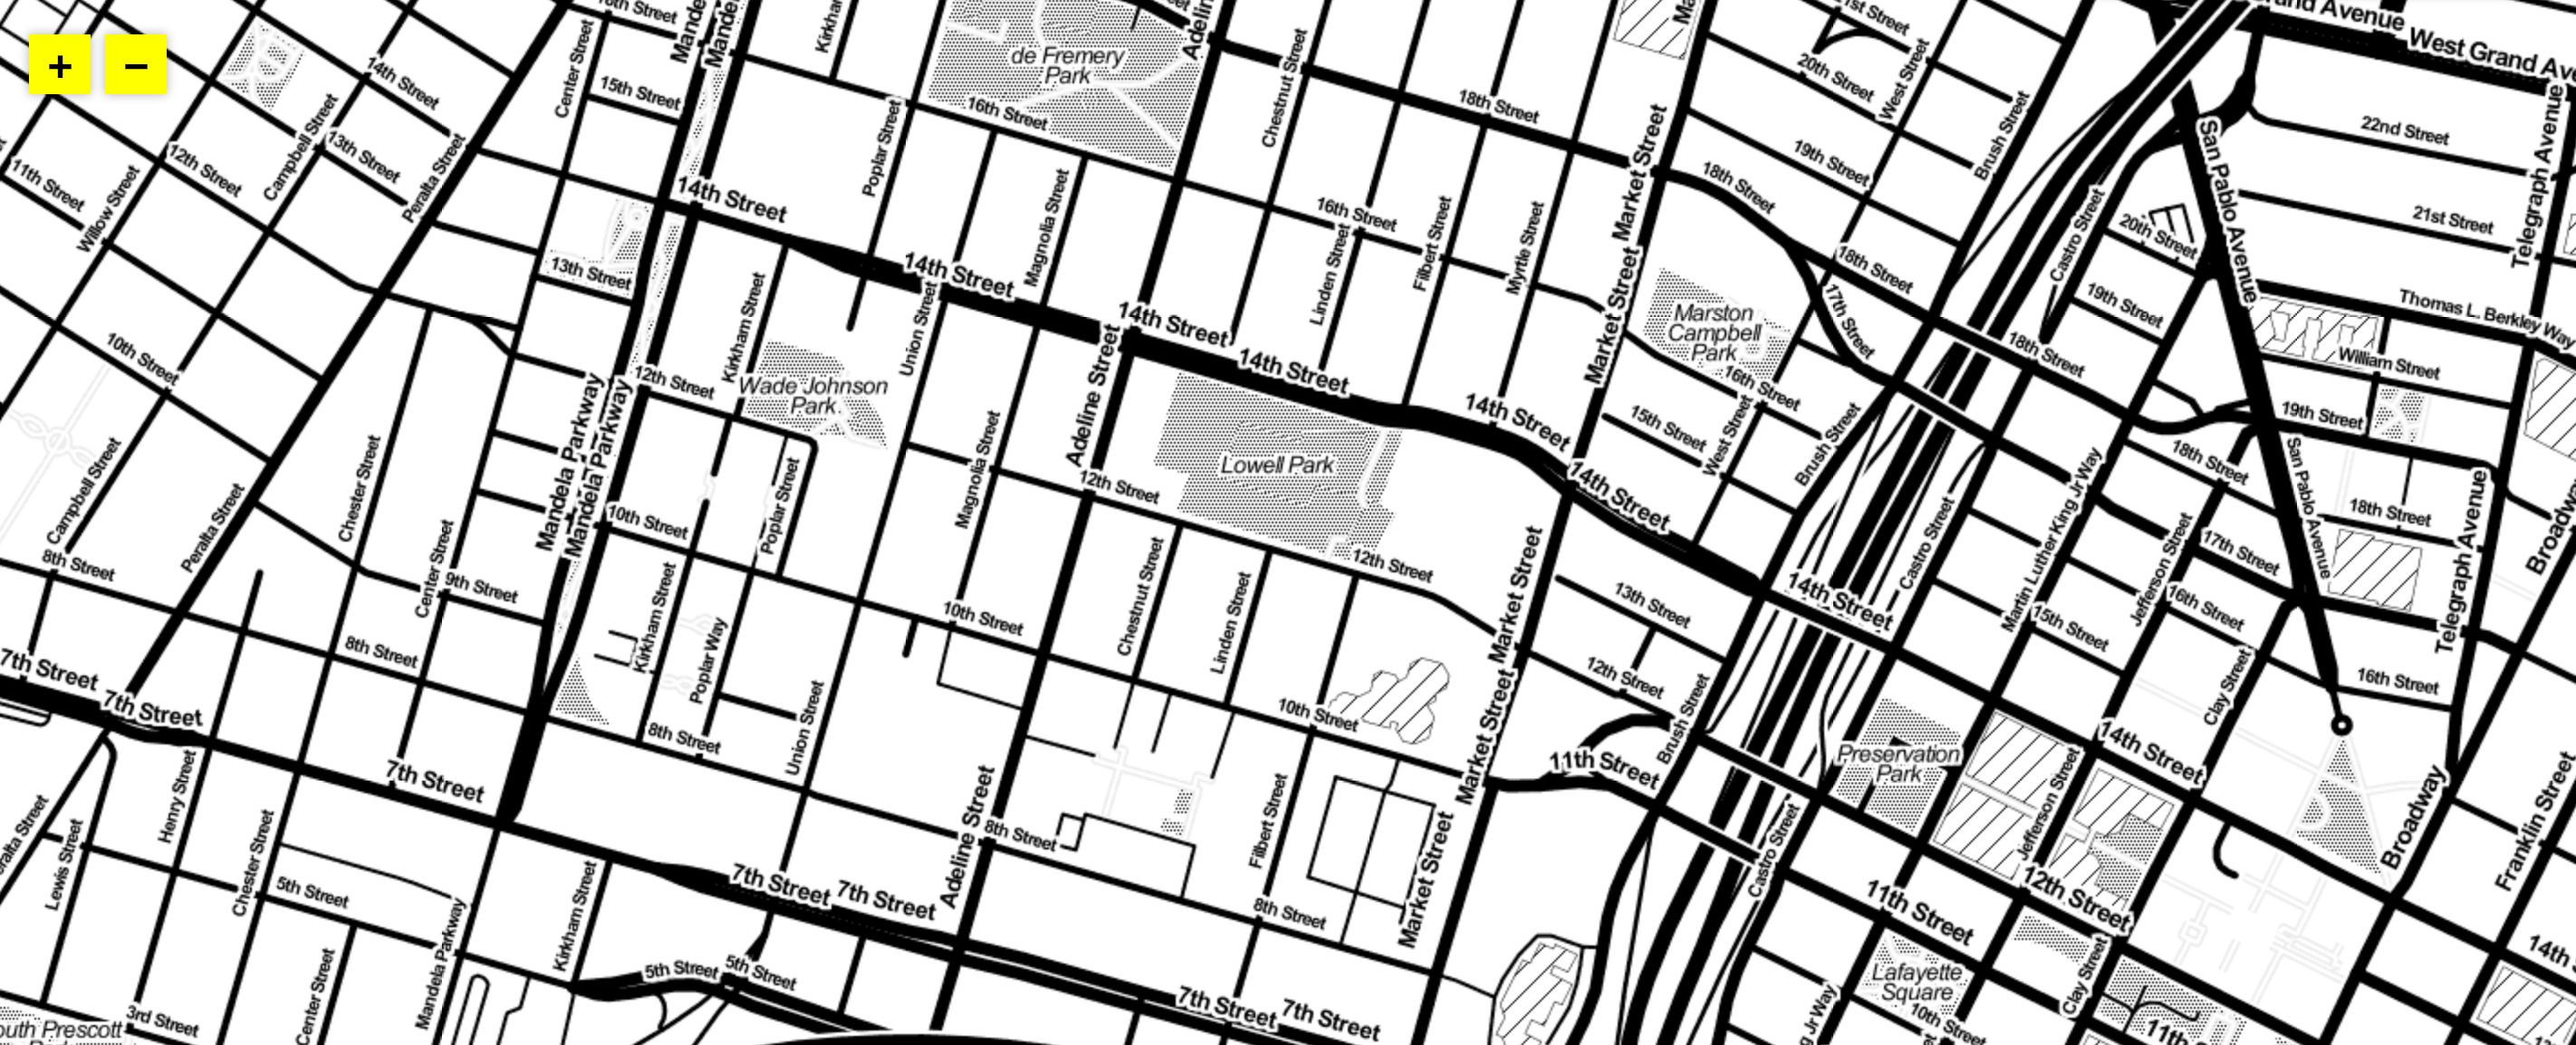 +
−
16th Street
Center Street
15th Street
14th Street
Campbell Street
13th Street
12th Street
11th Street
Willow Street
Peralta Street
13th Street
10th Street
Campbell Street
8th Street
Peralta Street
Chester Street
Center Street
9th Street
8th Street
7th Street
7th Street
7th Street
Henry Street
Lewis Street
Chester Street
5th Street
Center Street
3rd Street
Mandela Parkway
Kirkham Street
5th Street
5th Street
Mandela Parkway
Mandela Parkway
14th Street
Poplar Street
de Fremery
Park
16th Street
Magnolia Street
14th Street
Kirkham Street
12th Street
Wade Johnson
Park
Union Street
Magnolia Street
10th Street
Poplar Street
Kirkham Street
Poplar Way
8th Street
Union Street
10th Street
7th Street
7th Street
Adeline Street
8th Street
Adeline Street
12th Street
14th Street
14th Street
Lowell Park
Chestnut Street
18th Street
16th Street
Linden Street
Filbert Street
Myrtle Street
Market Street
Market Street
Market Street
14th Street
14th Street
12th Street
Chestnut Street
Linden Street
10th Street
Filbert Street
8th Street
7th Street
7th Street
Market Street
Market Street
Market Street
Market Street
11th Street
20th Street
West Street
19th Street
Brush Street
18th Street
18th Street
17th Street
Marston
Campbell
Park
16th Street
15th Street
West Street
Brush Street
13th Street
12th Street
Brush Street
14th Street
Castro Street
Castro Street
Castro Street
Preservation
Park
11th Street
Lafayette
Square
10th Street
12th Street
Clay Street
Jefferson Street
14th Street
Clay Street
Martin Luther King Jr Way
15th Street
16th Street
Jefferson Street
17th Street
18th Street
18th Street
19th Street
20th Street
San Pablo Avenue
San Pablo Avenue
West Grand Ave
22nd Street
21st Street
Telegraph Avenue
Thomas L. Berkley Way
William Street
19th Street
18th Street
Telegraph Avenue
16th Street
Broadway
Franklin Street